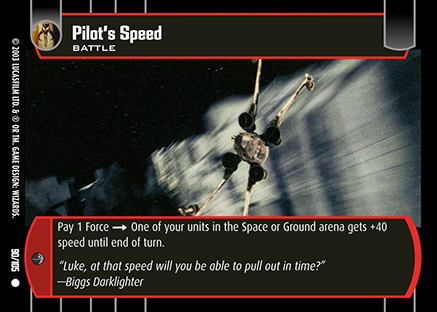 Pilot's Speed
BATTLE
Pay 1 Force → One of your units in the Space or Ground arena gets +40
speed until end of turn.
"Luke, at that speed will you be able to pull out in time?"
—Biggs Darklighter
© 2003 LUCASFILM LTD. & ® OR TM. GAME DESIGN: WIZARDS.
90/105